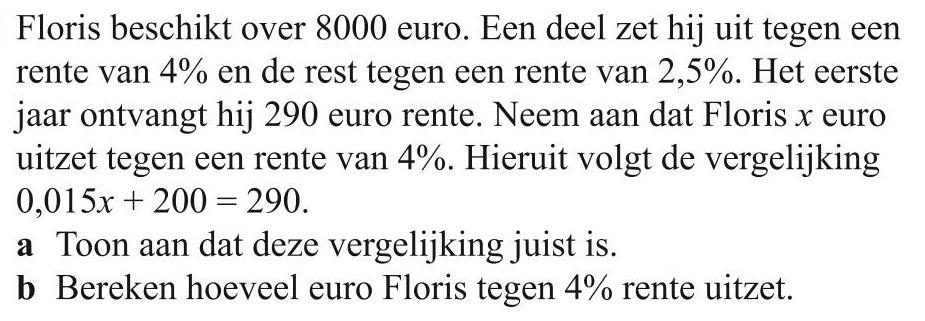 Floris beschikt over 8000 euro. Een deel zet hij uit tegen een
rente van 4% en de rest tegen een rente van 2,5%. Het eerste
jaar ontvangt hij 290 euro rente. Neem aan dat Floris x euro
uitzet tegen een rente van 4%. Hieruit volgt de vergelijking
0,015x + 200 = 290.
a Toon aan dat deze vergelijking juist is.
b Bereken hoeveel euro Floris tegen 4% rente uitzet.